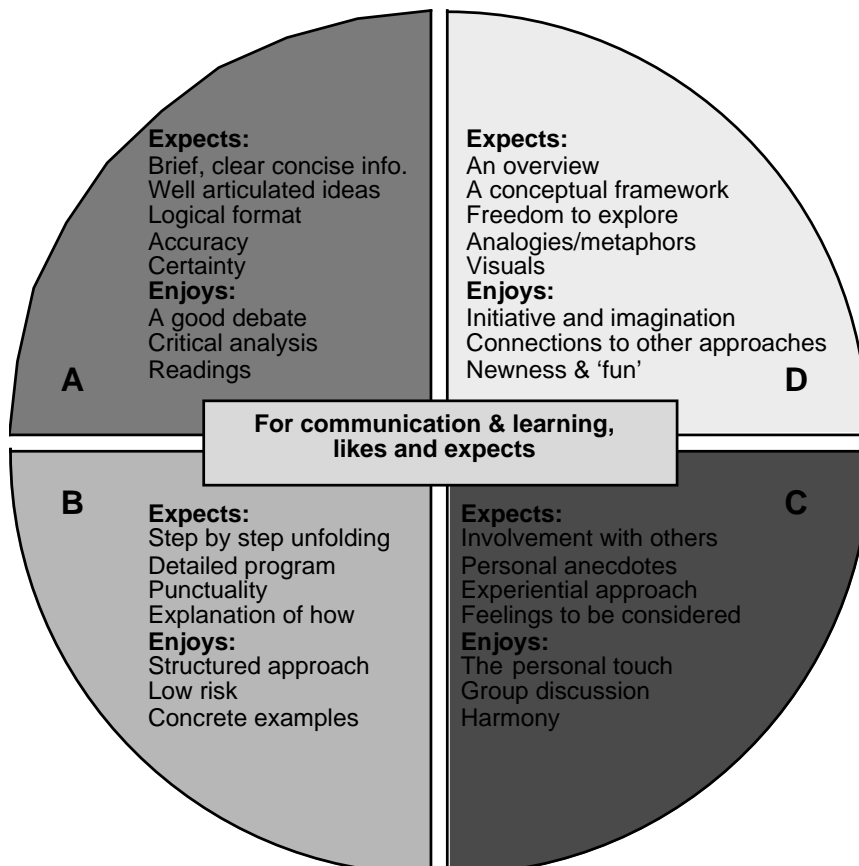 Expects:
Brief, clear concise info.
Well articulated ideas
Logical format
Accuracy
Certainty
Enjoys:
A good debate
Critical analysis
Readings
A
Expects:
An overview
A conceptual framework
Freedom to explore
Analogies/metaphors
Visuals
Enjoys:
Initiative and imagination
Connections to other approaches
Newness & ‘fun’
D
For communication & learning,
likes and expects
B
Expects:
Step by step unfolding
Detailed program
Punctuality
Explanation of how
Enjoys:
Structured approach
Low risk
Concrete examples
C
Expects:
Involvement with others
Personal anecdotes
Experiential approach
Feelings to be considered
Enjoys:
The personal touch
Group discussion
Harmony